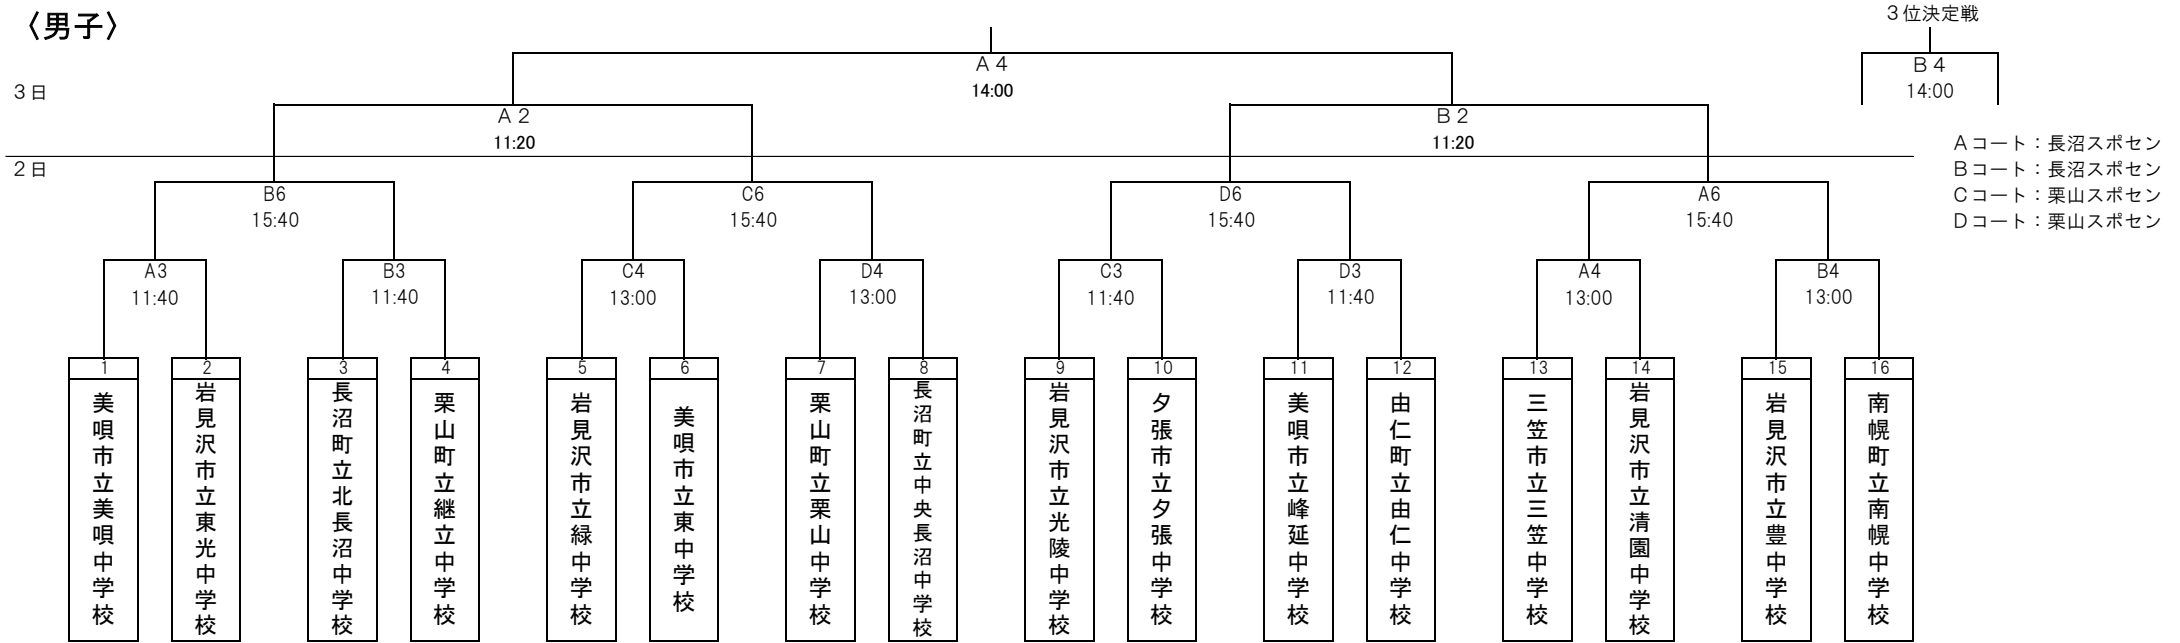 〈男子〉
３位決定戦
Ａ４
14:00
Ｂ４
14:00
３日
Ａ２
11:20
Ｂ２
11:20
２日
Ａコート：長沼スポセン
Ｂコート：長沼スポセン
Ｃコート：栗山スポセン
Ｄコート：栗山スポセン
B6
15:40
C6
15:40
D6
15:40
A6
15:40
A3
11:40
B3
11:40
C4
13:00
D4
13:00
C3
11:40
D3
11:40
A4
13:00
B4
13:00
1
美唄市立美唄中学校
2
岩見沢市立東光中学校
3
長沼町立北長沼中学校
4
栗山町立継立中学校
5
岩見沢市立緑中学校
6
美唄市立東中学校
7
栗山町立栗山中学校
8
長沼町立中央長沼中学校
9
岩見沢市立光陵中学校
10
夕張市立夕張中学校
11
美唄市立峰延中学校
12
由仁町立由仁中学校
13
三笠市立三笠中学校
14
岩見沢市立清園中学校
15
岩見沢市立豊中学校
16
南幌町立南幌中学校